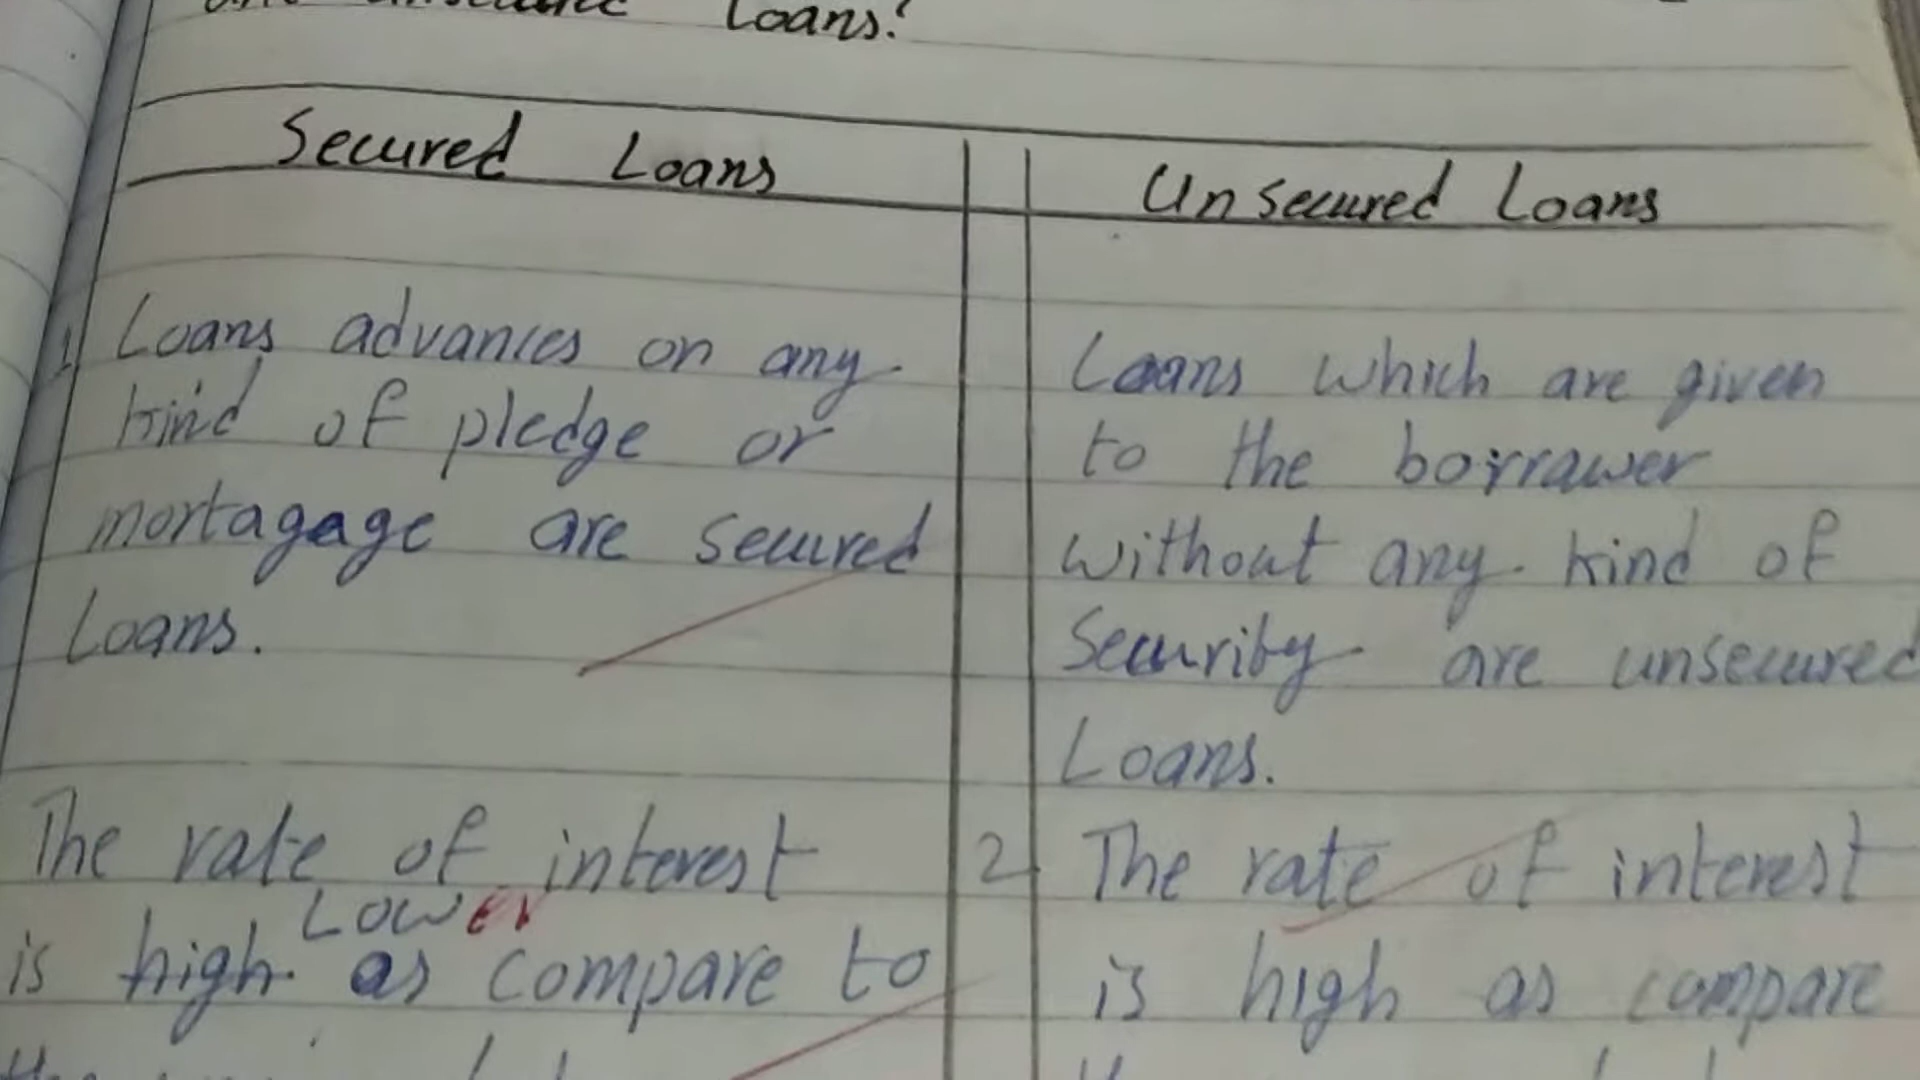 Loans?
Secured Loans
Unsecured Loans
1 Loans advances on any
kind of pledge or
mortagage are secured
Loans.
The rate of interest
Lower
is high as compare to
Loans which are given
to the borrawer
without any kind of
Security are unsecured
Loans.
2 The rate of interest
is high as compare